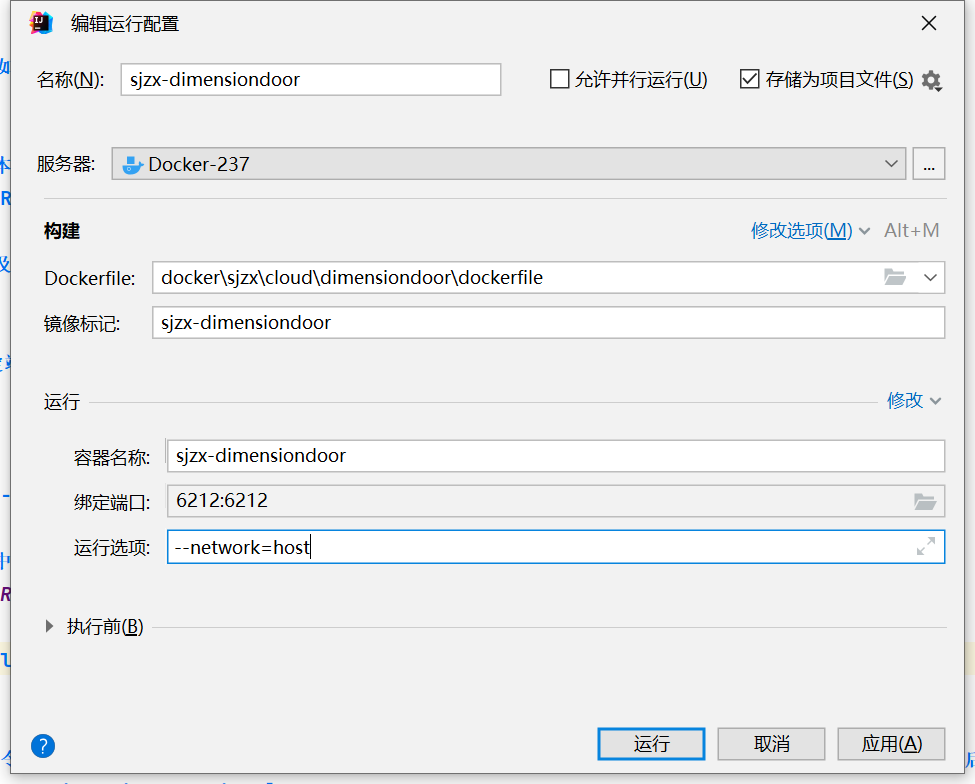 编辑运行配置
名称(N): sjzx-dimensiondoor 允许并行运行(U) 存储为项目文件(S)
服务器: Docker-237 ...
构建 修改选项(M) Alt+M
Dockerfile: docker\sjzx\cloud\dimensiondoor\dockerfile
镜像标记: sjzx-dimensiondoor
运行 修改
容器名称: sjzx-dimensiondoor
绑定端口: 6212:6212
运行选项: --network=host
执行前(B)
? 运行 取消 应用(A)